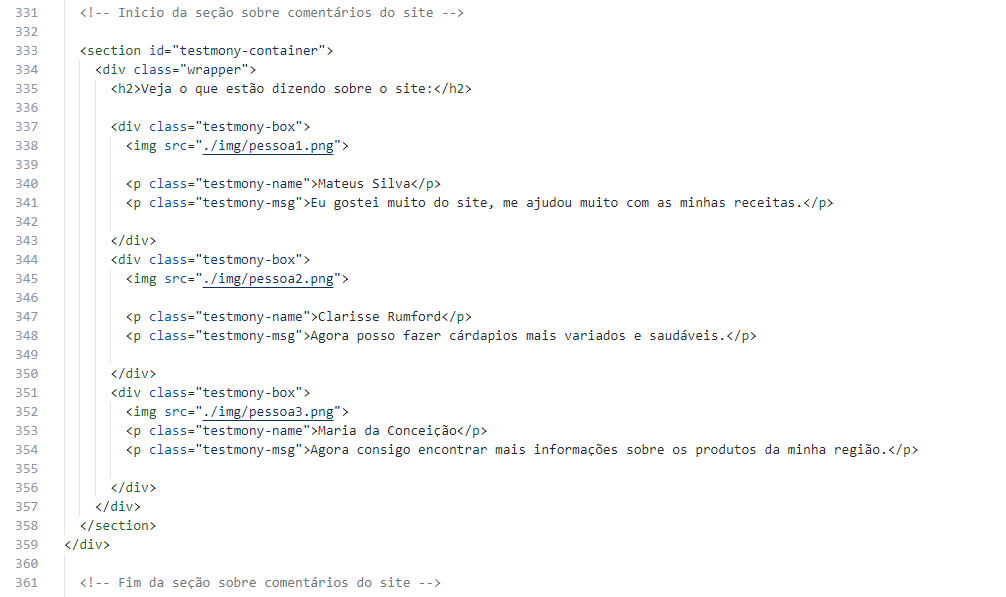 331 <!-- Inicio da seção sobre comentários do site -->
332
333 <section id="testmony-container">
334 <div class="wrapper">
335 <h2>Veja o que estão dizendo sobre o site:</h2>
336
337 <div class="testmony-box">
338 <img src="./img/pessoa1.png">
339
340 <p class="testmony-name">Mateus Silva</p>
341 <p class="testmony-msg">Eu gostei muito do site, me ajudou muito com as minhas receitas.</p>
342
343 </div>
344 <div class="testmony-box">
345 <img src="./img/pessoa2.png">
346
347 <p class="testmony-name">Clarisse Rumford</p>
348 <p class="testmony-msg">Agora posso fazer cárdapios mais variados e saudáveis.</p>
349
350 </div>
351 <div class="testmony-box">
352 <img src="./img/pessoa3.png">
353 <p class="testmony-name">Maria da Conceição</p>
354 <p class="testmony-msg">Agora consigo encontrar mais informações sobre os produtos da minha região.</p>
355
356 </div>
357 </div>
358 </section>
359 </div>
360
361 <!-- Fim da seção sobre comentários do site -->